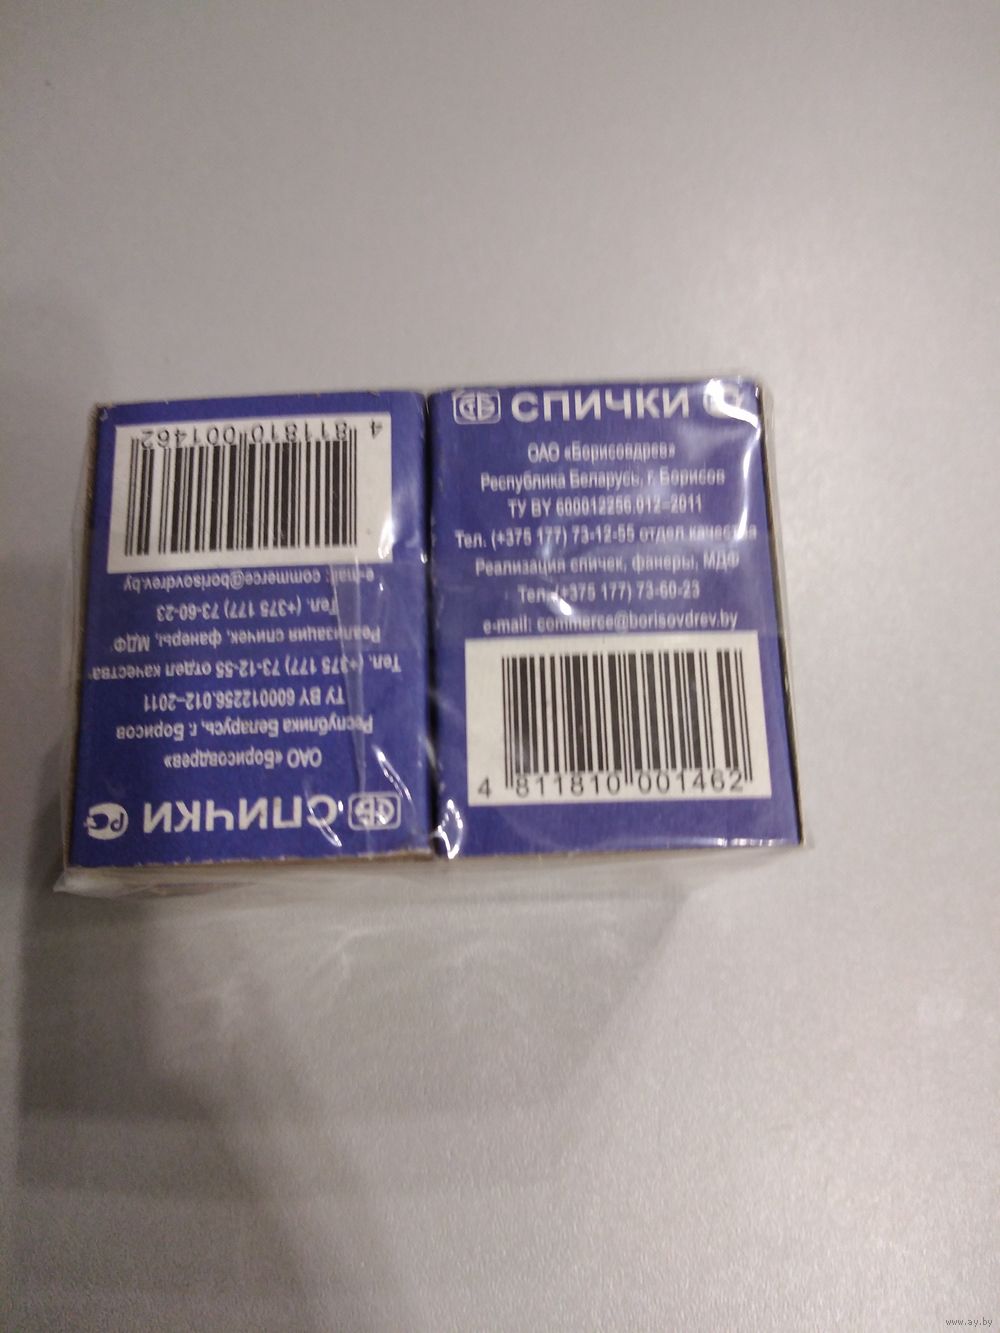 СПИЧКИ
ОАО «Борисовдрев»
Республика Беларусь, г. Борисов
ТУ BY 600012256.012–2011
Тел. (+375 177) 73-12-55 отдел качества
Реализация спичек, фанеры, МДФ
Тел. (+375 177) 73-60-23
e-mail: commerce@borisovdrev.by
4 811810 001462
РС СПИЧКИ
ОАО «Борисовдрев»
Республика Беларусь, г. Борисов
ТУ BY 600012256.012–2011
Тел. (+375 177) 73-12-55 отдел качества
Реализация спичек, фанеры, МДФ
Тел. (+375 177) 73-60-23
e-mail: commerce@borisovdrev.by
4 811810 001462
www.ay.by